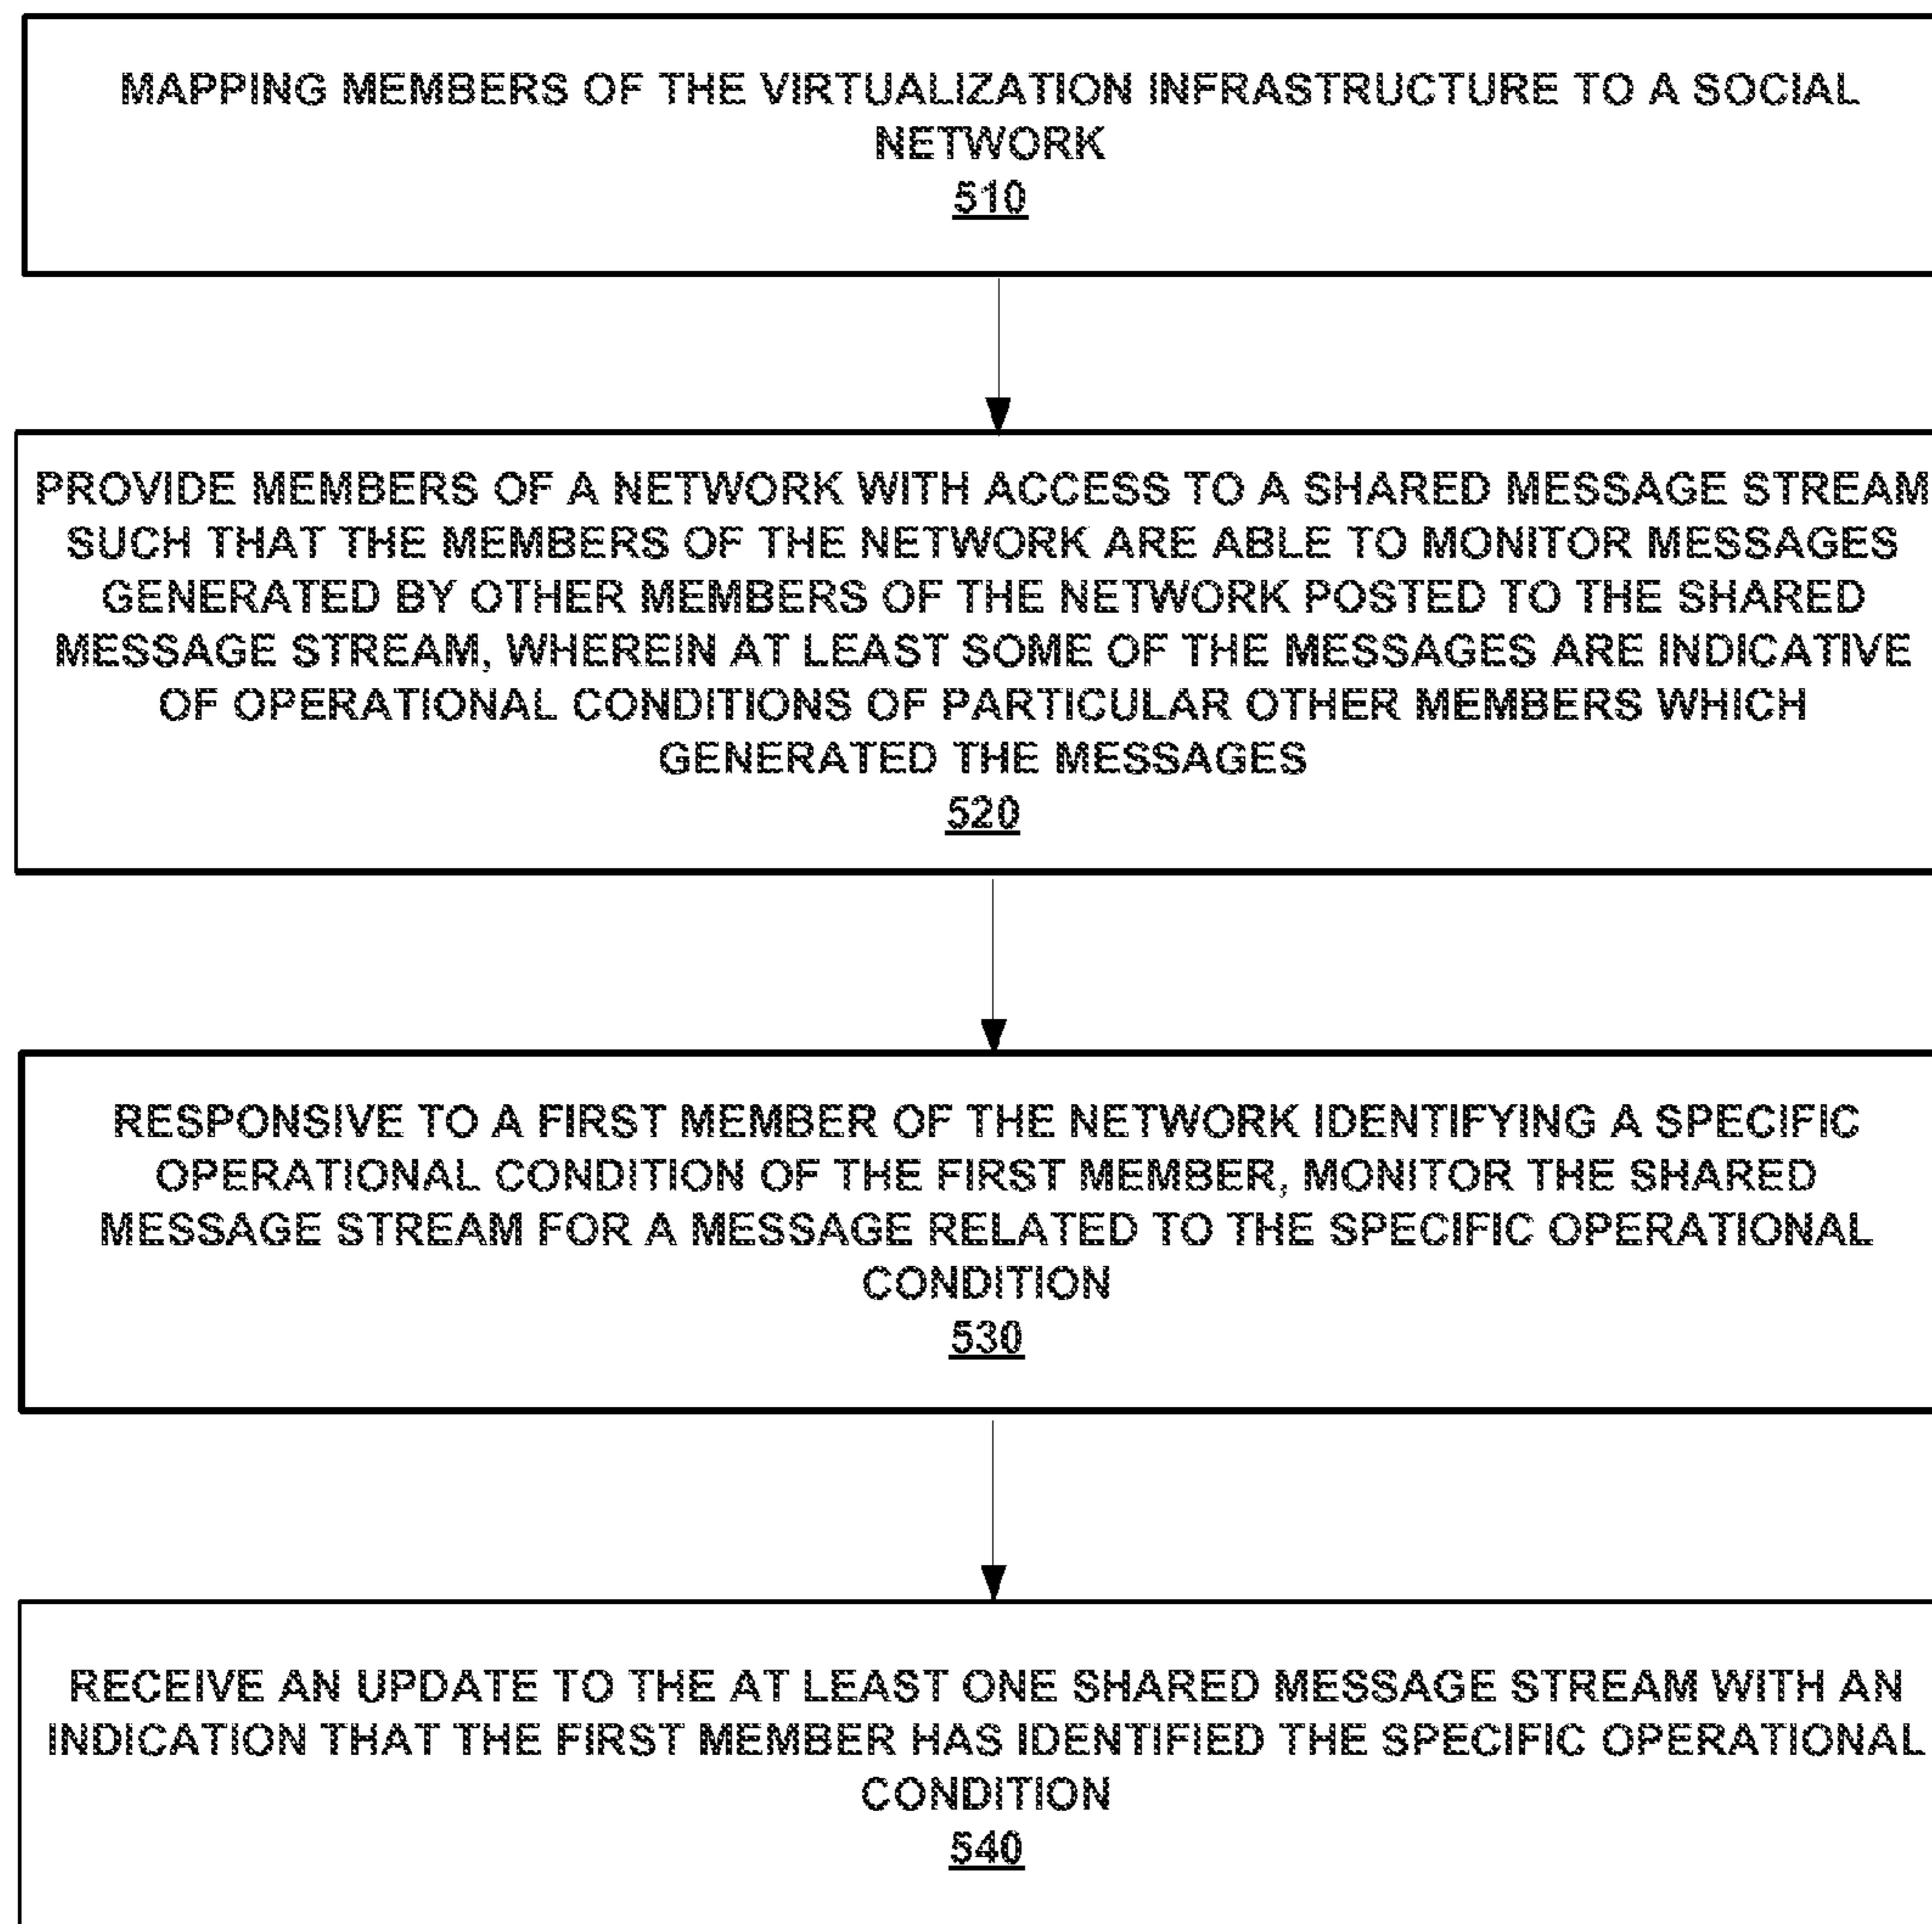 MAPPING MEMBERS OF THE VIRTUALIZATION INFRASTRUCTURE TO A SOCIAL
NETWORK
510
PROVIDE MEMBERS OF A NETWORK WITH ACCESS TO A SHARED MESSAGE STREAM
SUCH THAT THE MEMBERS OF THE NETWORK ARE ABLE TO MONITOR MESSAGES
GENERATED BY OTHER MEMBERS OF THE NETWORK POSTED TO THE SHARED
MESSAGE STREAM, WHEREIN AT LEAST SOME OF THE MESSAGES ARE INDICATIVE
OF OPERATIONAL CONDITIONS OF PARTICULAR OTHER MEMBERS WHICH
GENERATED THE MESSAGES
520
RESPONSIVE TO A FIRST MEMBER OF THE NETWORK IDENTIFYING A SPECIFIC
OPERATIONAL CONDITION OF THE FIRST MEMBER, MONITOR THE SHARED
MESSAGE STREAM FOR A MESSAGE RELATED TO THE SPECIFIC OPERATIONAL
CONDITION
530
RECEIVE AN UPDATE TO THE AT LEAST ONE SHARED MESSAGE STREAM WITH AN
INDICATION THAT THE FIRST MEMBER HAS IDENTIFIED THE SPECIFIC OPERATIONAL
CONDITION
540